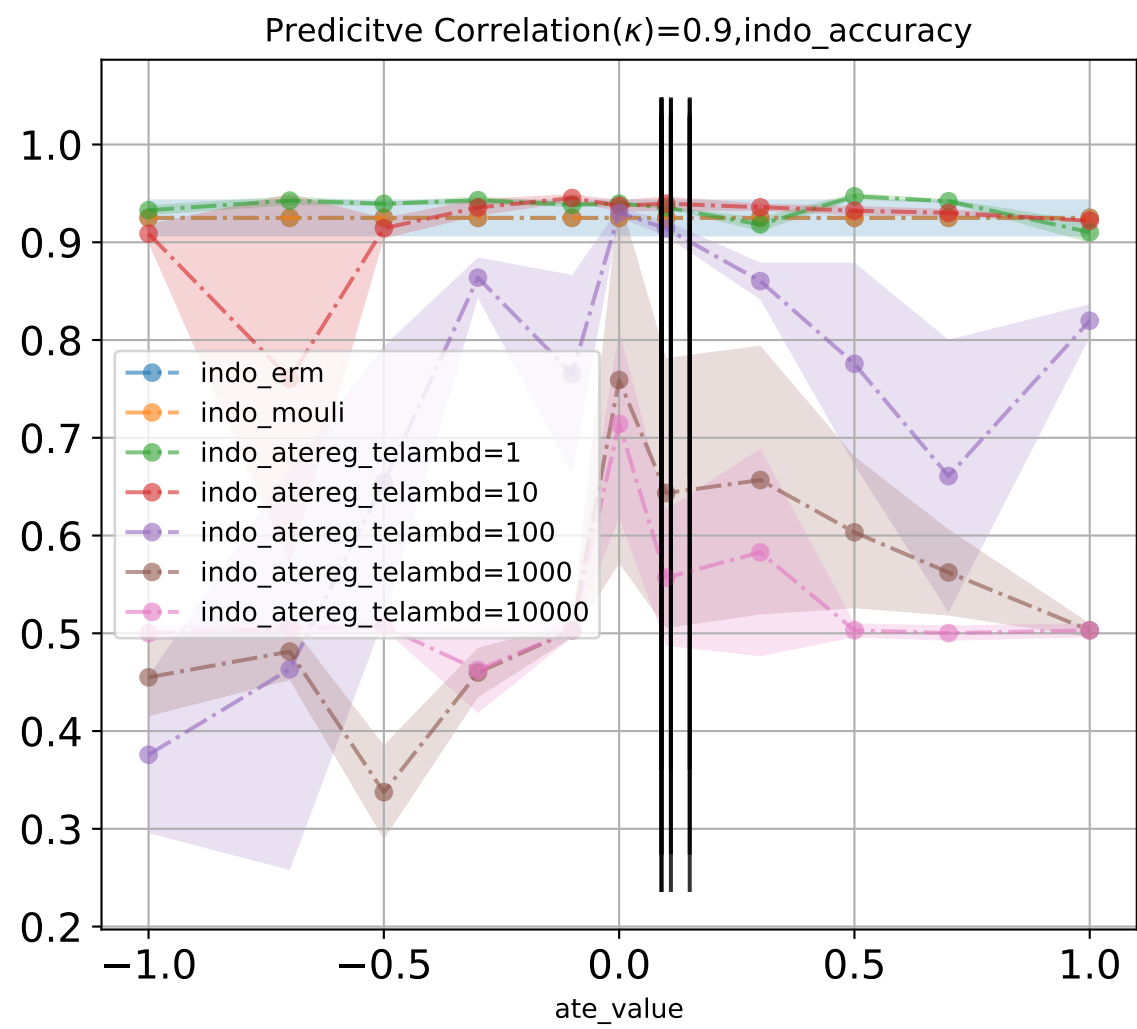 Predicitve Correlation(κ)=0.9,indo_accuracy
1.0
0.9
0.8
0.7
0.6
0.5
0.4
0.3
0.2
indo_erm
indo_mouli
indo_atereg_telambd=1
indo_atereg_telambd=10
indo_atereg_telambd=100
indo_atereg_telambd=1000
indo_atereg_telambd=10000
−1.0 −0.5 0.0 0.5 1.0
ate_value